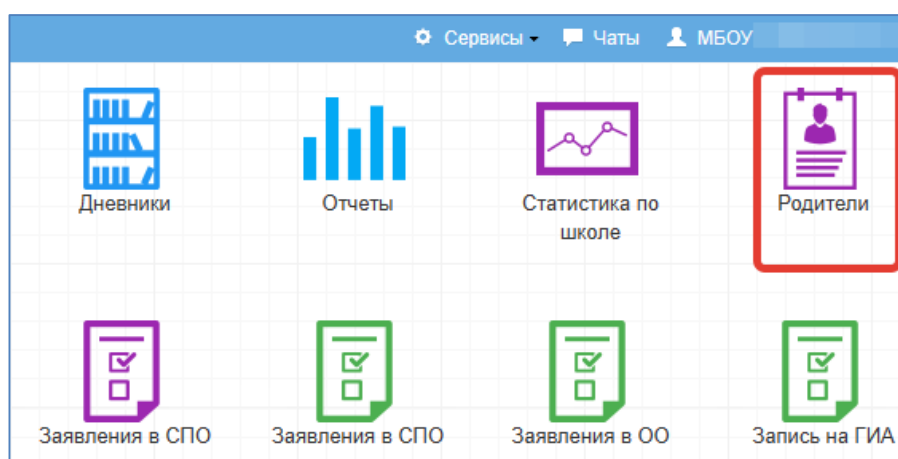 Сервисы Чаты МБОУ
Дневники Отчеты Статистика по школе Родители
Заявления в СПО Заявления в СПО Заявления в ОО Запись на ГИА